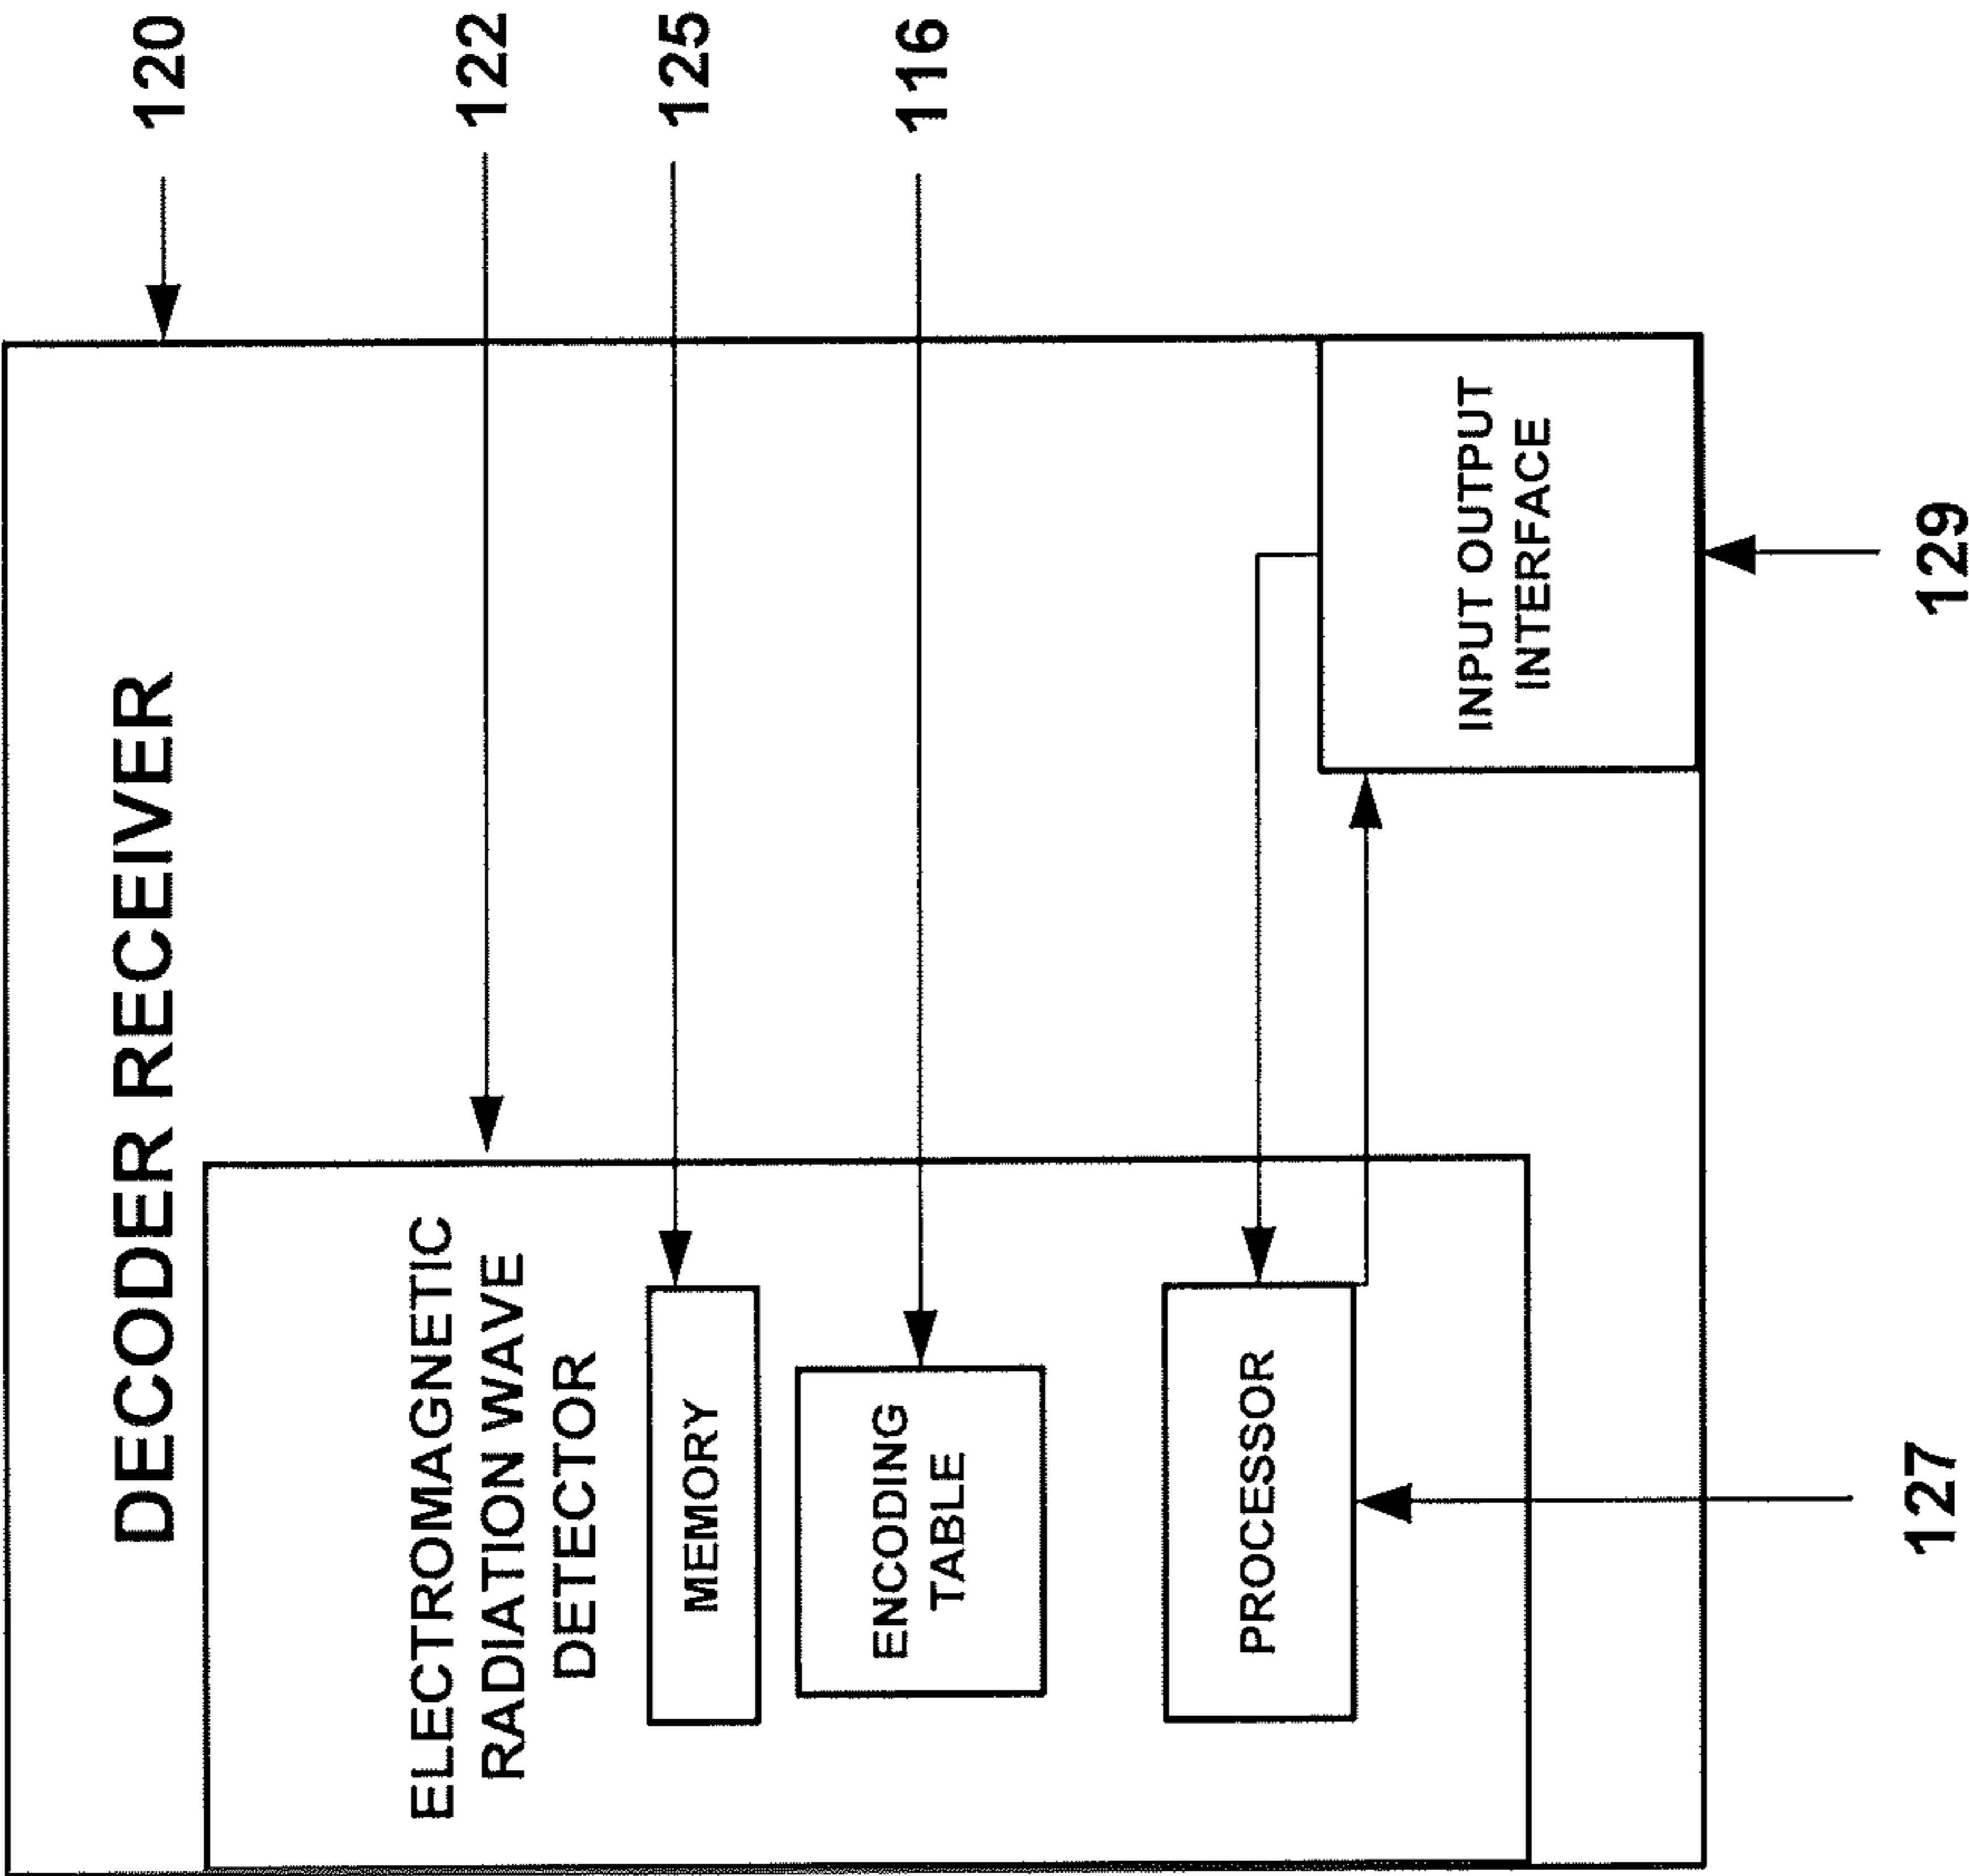 DECODER RECEIVER
120
ELECTROMAGNETIC
RADIATION WAVE
DETECTOR
122
MEMORY
125
ENCODING
TABLE
116
PROCESSOR
INPUT OUTPUT
INTERFACE
127
129